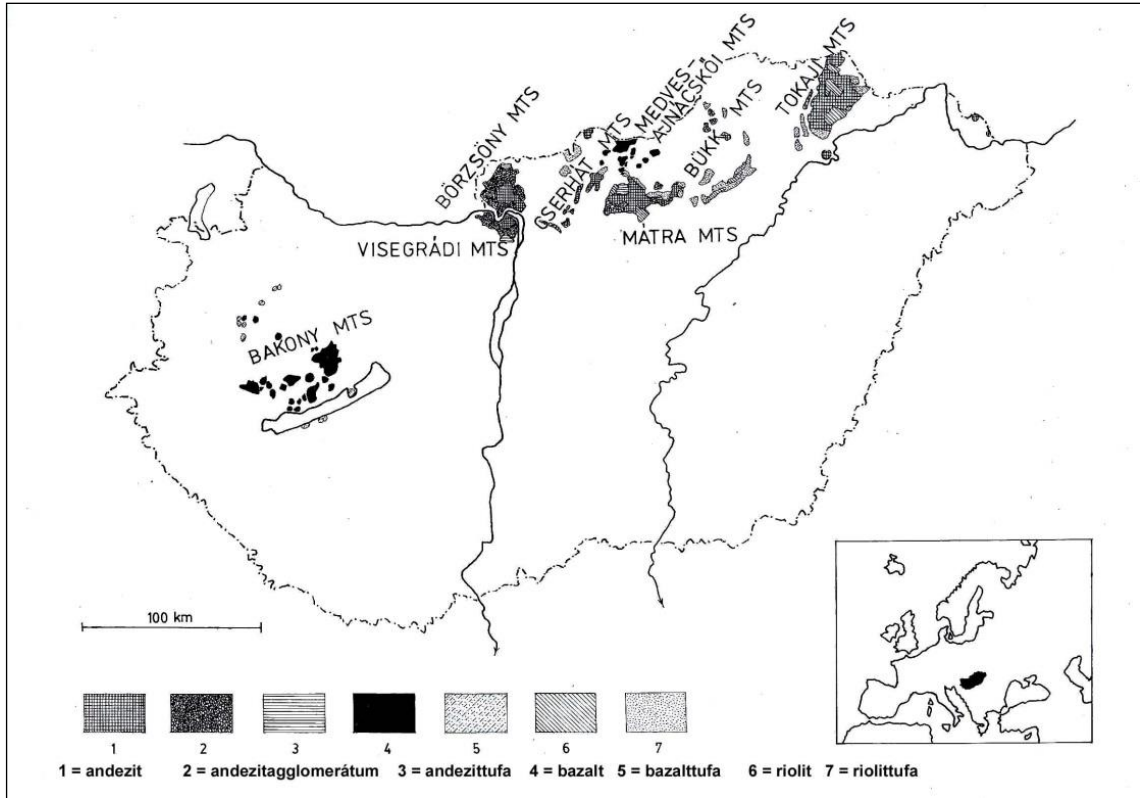 BÖRZSÖNY MTS
CSERHÁT MTS
MEDVES-
AJNÁCSKŐI MTS
BÜKK MTS
TOKAJI MTS
VISEGRÁDI MTS
MÁTRA MTS
BAKONY MTS
100 km
1 2 3 4 5 6 7
1 = andezit 2 = andezitagglomerátum 3 = andezittufa 4 = bazalt 5 = bazalttufa 6 = riolit 7 = riolittufa